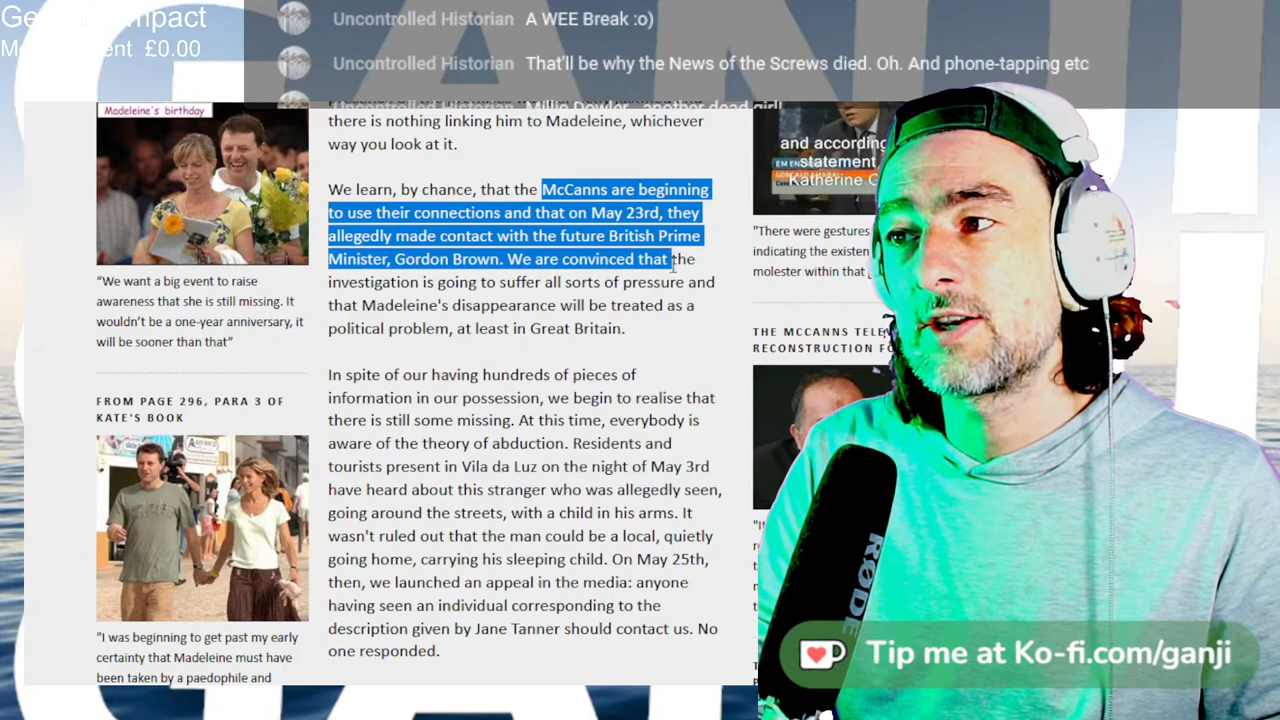 Uncontrolled Historian A WEE Break :o)
£0.00
Uncontrolled Historian That'll be why the News of the Screws died. Oh. And phone-tapping etc
Madeleine's birthday
"We want a big event to raise
awareness that she is still missing. It
wouldn't be a one-year anniversary, it
will be sooner than that"
FROM PAGE 296, PARA 3 OF
KATE'S BOOK
"I was beginning to get past my early
certainty that Madeleine must have
been taken by a paedophile and
there is nothing linking him to Madeleine, whichever
way you look at it.
We learn, by chance, that the McCanns are beginning
to use their connections and that on May 23rd, they
allegedly made contact with the future British Prime
Minister, Gordon Brown. We are convinced that the
investigation is going to suffer all sorts of pressure and
that Madeleine's disappearance will be treated as a
political problem, at least in Great Britain.
In spite of our having hundreds of pieces of
information in our possession, we begin to realise that
there is still some missing. At this time, everybody is
aware of the theory of abduction. Residents and
tourists present in Vila da Luz on the night of May 3rd
have heard about this stranger who was allegedly seen,
going around the streets, with a child in his arms. It
wasn't ruled out that the man could be a local, quietly
going home, carrying his sleeping child. On May 25th,
then, we launched an appeal in the media: anyone
having seen an individual corresponding to the
description given by Jane Tanner should contact us. No
one responded.
and according
statement
Katherine G
"There were gestures
indicating the existen
molester within that
THE MCCANNS TELEV
RECONSTRUCTION FO
RØDE
Tip me at Ko-fi.com/ganji